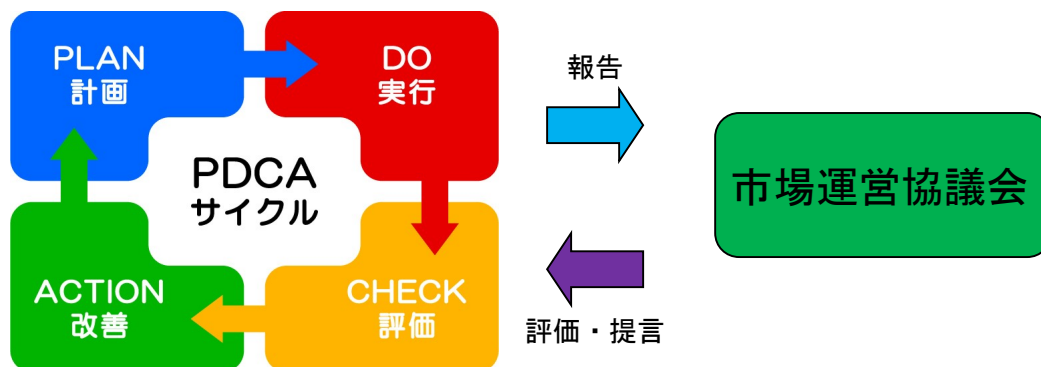 PLAN
計画
DO
実行
PDCA
サイクル
ACTION
改善
CHECK
評価
報告
評価・提言
市場運営協議会